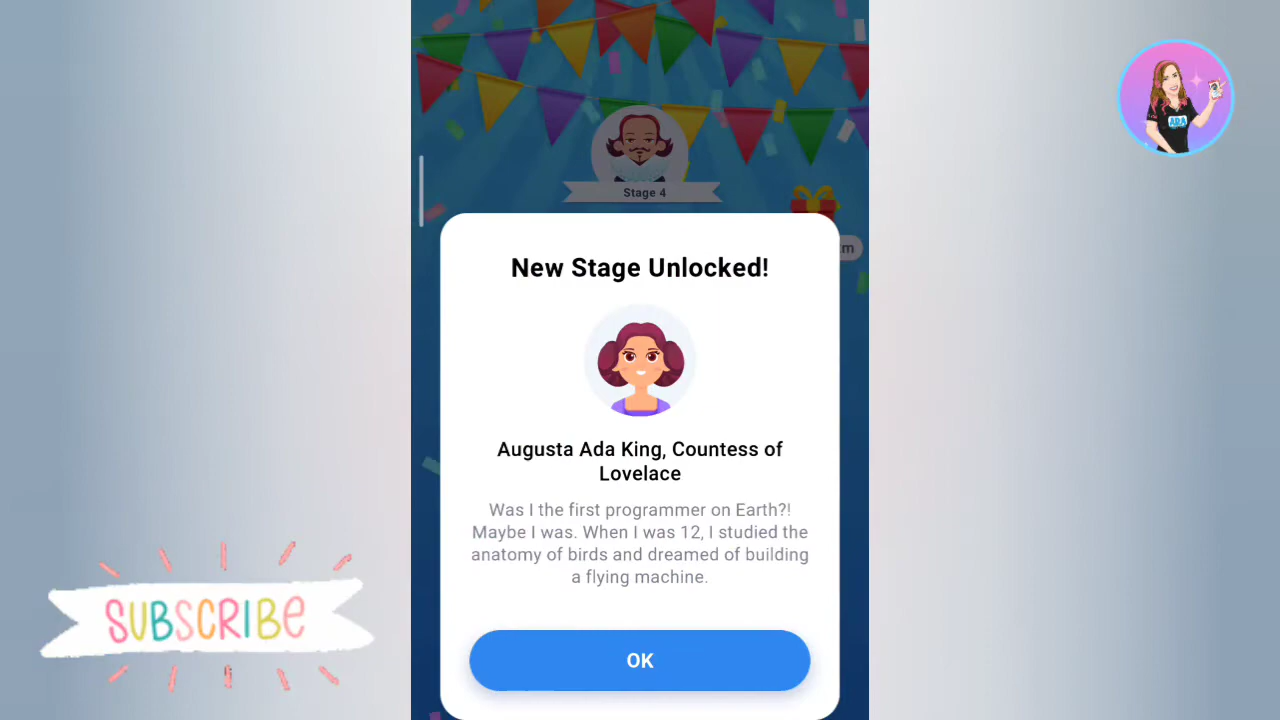 ADA
Stage 4
m
New Stage Unlocked!
Augusta Ada King, Countess of
Lovelace
Was I the first programmer on Earth?!
Maybe I was. When I was 12, I studied the
anatomy of birds and dreamed of building
a flying machine.
SUBSCRIBE
OK